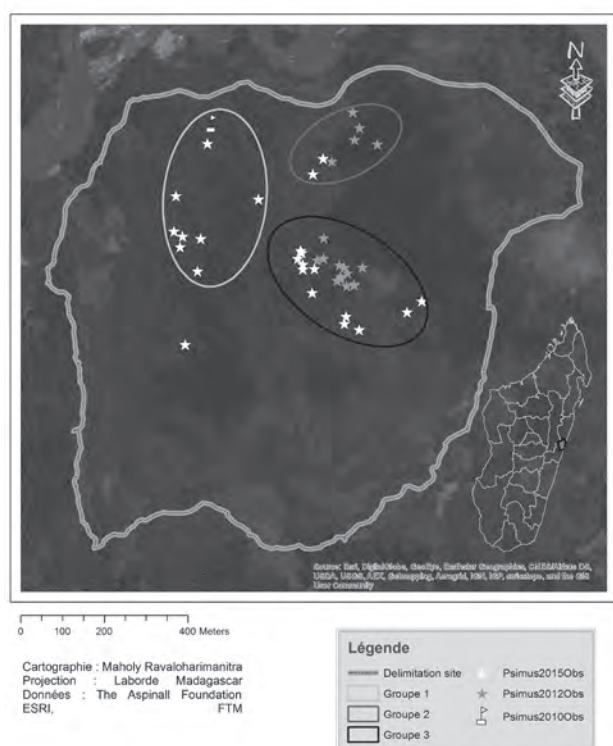 N
Source: Esri, DigitalGlobe, GeoEye, Earthstar Geographics, CNES/Airbus DS,
USDA, USGS, AEX, Getmapping, Aerogrid, IGN, IGP, swisstopo, and the GIS
User Community
0 100 200 400 Meters
Cartographie : Maholy Ravaloharimanitra
Projection : Laborde Madagascar
Données : The Aspinall Foundation
ESRI, FTM
Légende
Delimitation site
Groupe 1
Groupe 2
Groupe 3
Psimus2015Obs
Psimus2012Obs
Psimus2010Obs